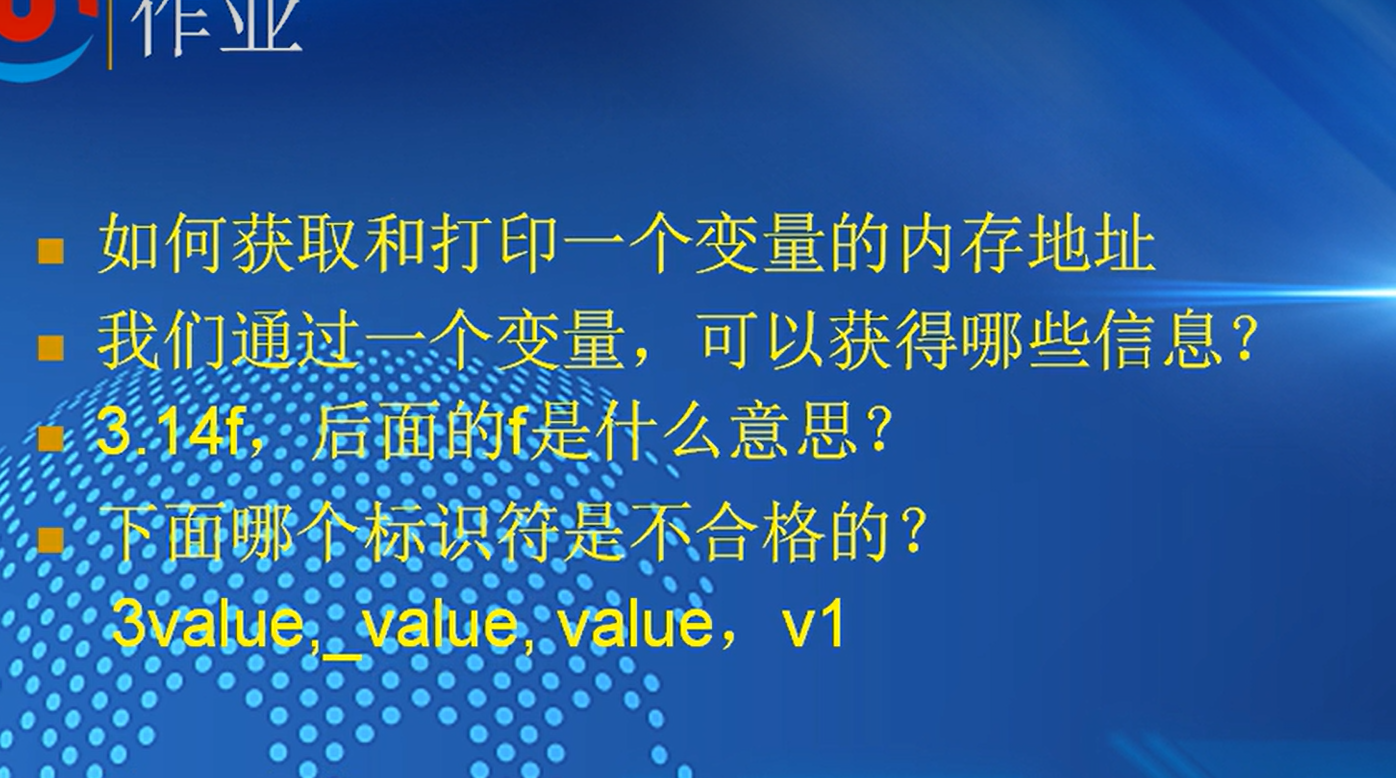 作业
如何获取和打印一个变量的内存地址
我们通过一个变量，可以获得哪些信息？
3.14f，后面的f是什么意思？
下面哪个标识符是不合格的？
3value,_value, value，v1